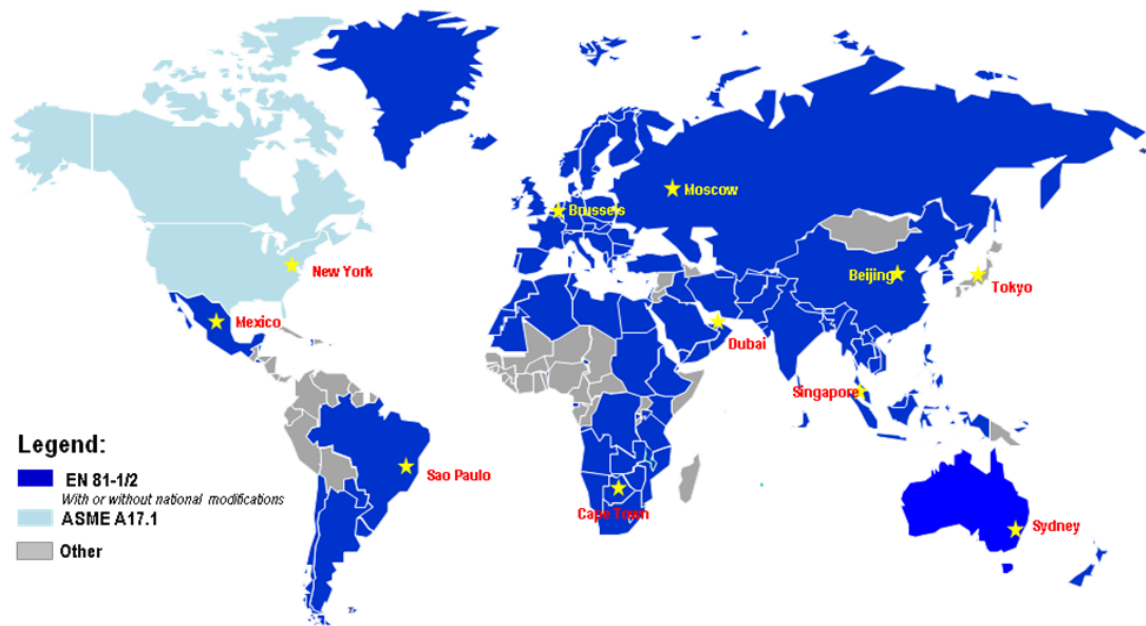 Moscow
Brussels
New York
Beijing
Tokyo
Mexico
Dubai
Singapore
Legend:
EN 81-1/2
With or without national modifications
ASME A17.1
Other
Sao Paulo
Cape Town
Sydney